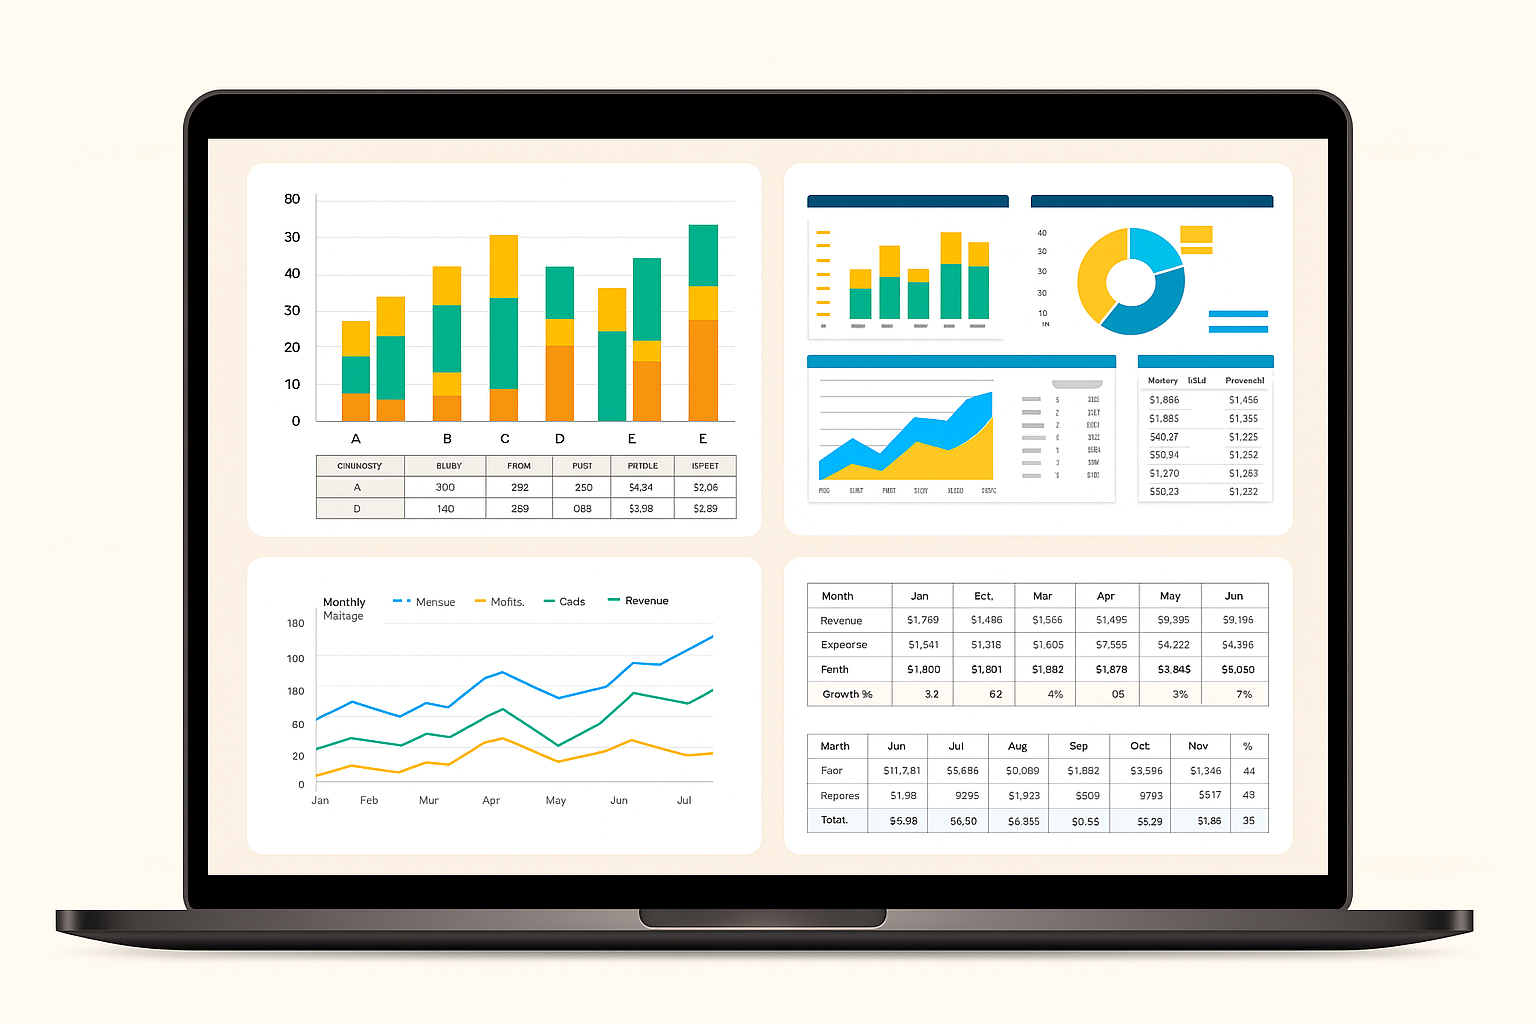 80
30
40
30
20
10
0
A B C D E E
CINUNOSTY BLUBY FROM PUST PRTDLE ISPEET
A 300 292 250 $4,34 $2,06
D 140 289 088 $3,98 $2,89
40
30
30
30
10
IN
Mortery Provenchl
$1,886 $1,456
$1,885 $1,355
$40.27 $1,225
$50,94 $1,252
$1,270 $1,263
$50,23 $1,232
Monthly Mensue Mofits. Cads Revenue
Maitage
180
100
180
60
20
0
Jan Feb Mur Apr May Jun Jul
Month Jan Ect, Mar Apr May Jun
Revenue $1,769 $1,486 $1,566 $1,495 $9,395 $9,196
Expeorse $1,541 $1,318 $1,605 $7,555 $4,222 $4,396
Fenth $1,800 $1,801 $1,882 $1,878 $3,84$ $5,050
Growth % 3.2 62 4% 05 3% 7%
Marth Jun Jul Aug Sep Oct Nov %
Faor $11,7,81 $5,686 $0,089 $1,882 $3,596 $1,346 44
Repores $1,98 9295 $1,923 $509 9793 $517 43
Totat. $5.98 56,50 $6.355 $0.5$ $5,29 $1,86 35